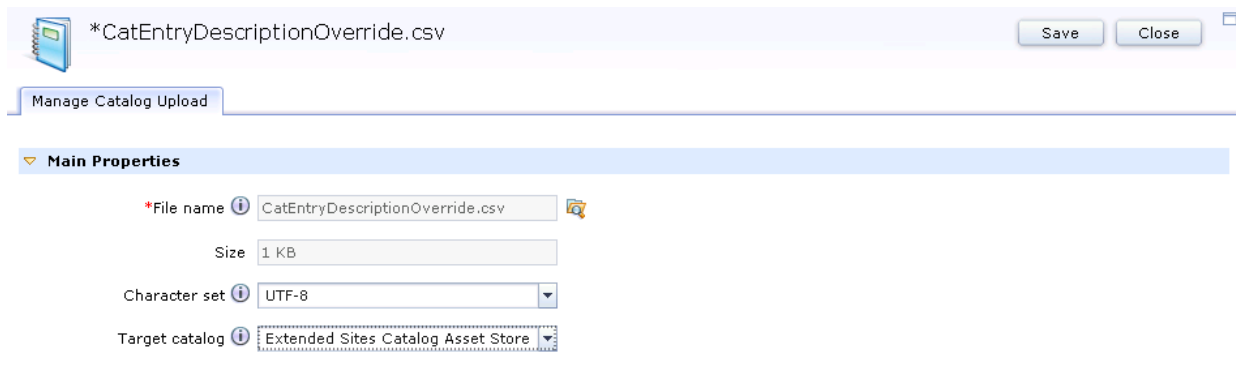 *CatEntryDescriptionOverride.csv
Save Close
Manage Catalog Upload
Main Properties
*File name CatEntryDescriptionOverride.csv
Size 1 KB
Character set UTF-8
Target catalog Extended Sites Catalog Asset Store